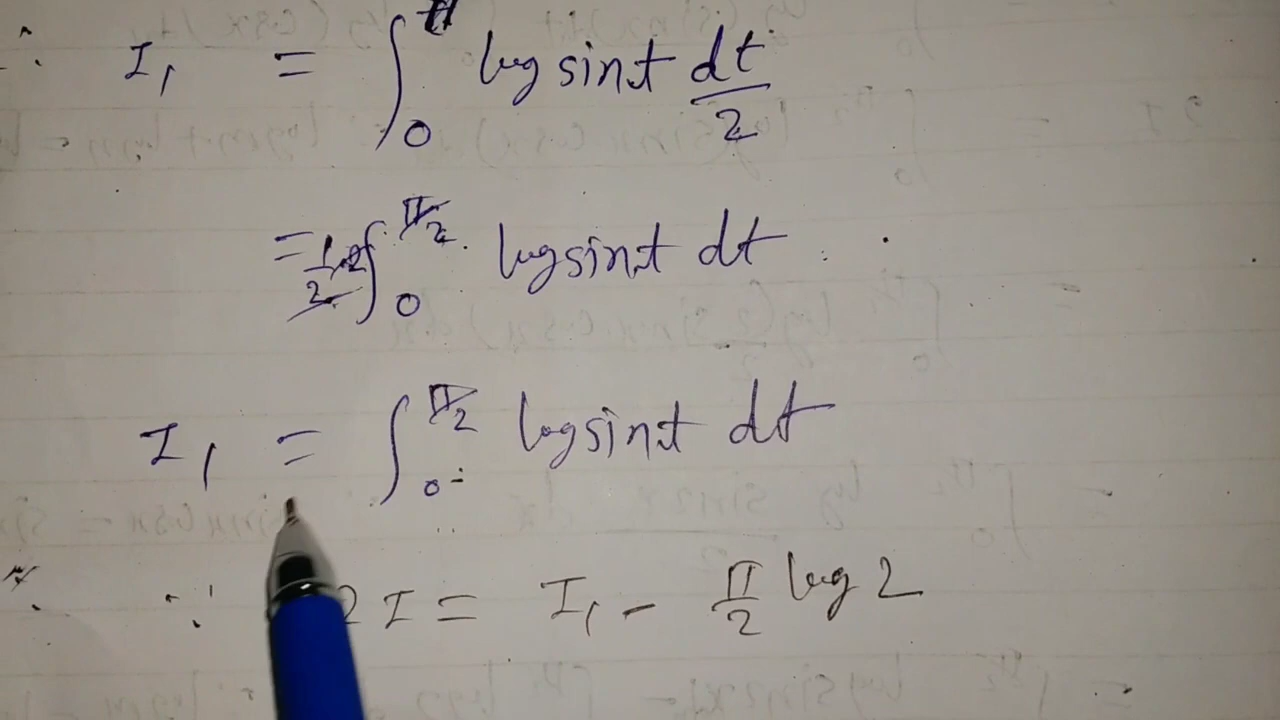 ∴ I₁ = ∫₀^π log sint dt/2
= 1/2 · 2 ∫₀^(π/2) log sint dt
I₁ = ∫₀^(π/2) log sint dt
∵ 2I = I₁ - π/2 log 2